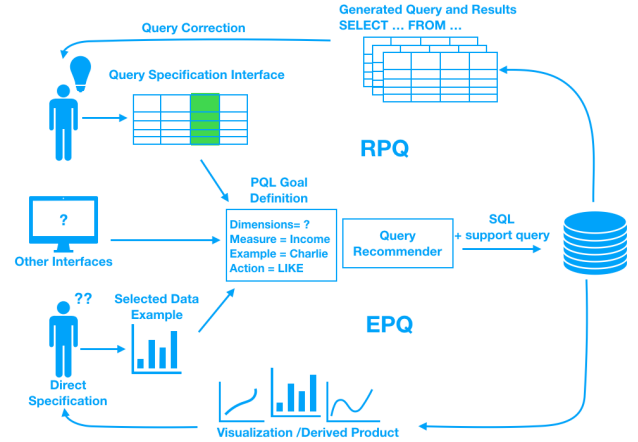 Generated Query and Results
SELECT ... FROM ...
Query Correction
Query Specification Interface
RPQ
PQL Goal
Definition
Dimensions= ?
Measure = Income
Example = Charlie
Action = LIKE
Query
Recommender
SQL
+ support query
?
Other Interfaces
??
Selected Data
Example
EPQ
Direct
Specification
Visualization /Derived Product